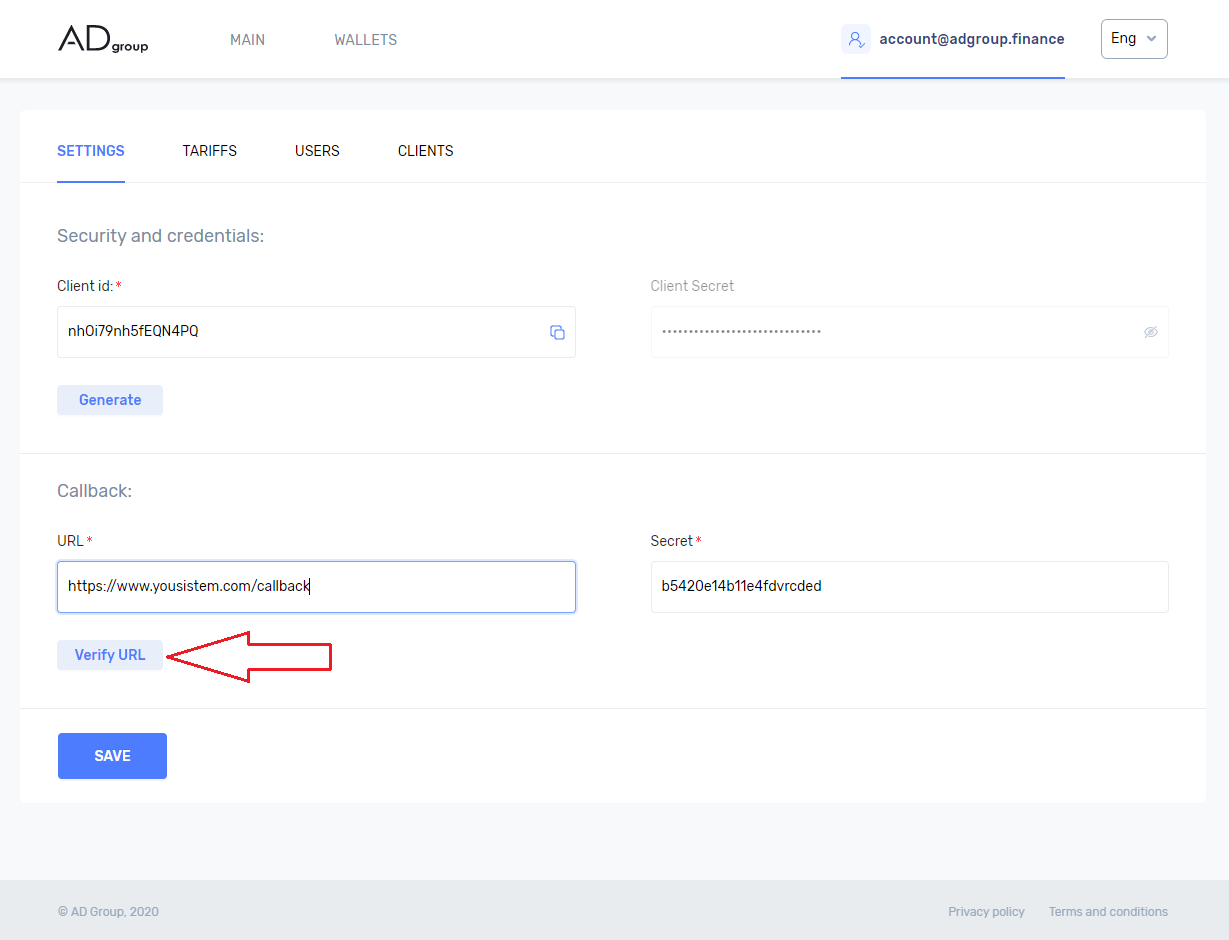 AD group MAIN WALLETS account@adgroup.finance Eng
SETTINGS TARIFFS USERS CLIENTS
Security and credentials:
Client id: * Client Secret
nh0i79nh5fEQN4PQ ••••••••••••••••••••••••••••••
Generate
Callback:
URL * Secret *
https://www.yousistem.com/callback b5420e14b11e4fdvrcded
Verify URL
SAVE
© AD Group, 2020 Privacy policy Terms and conditions